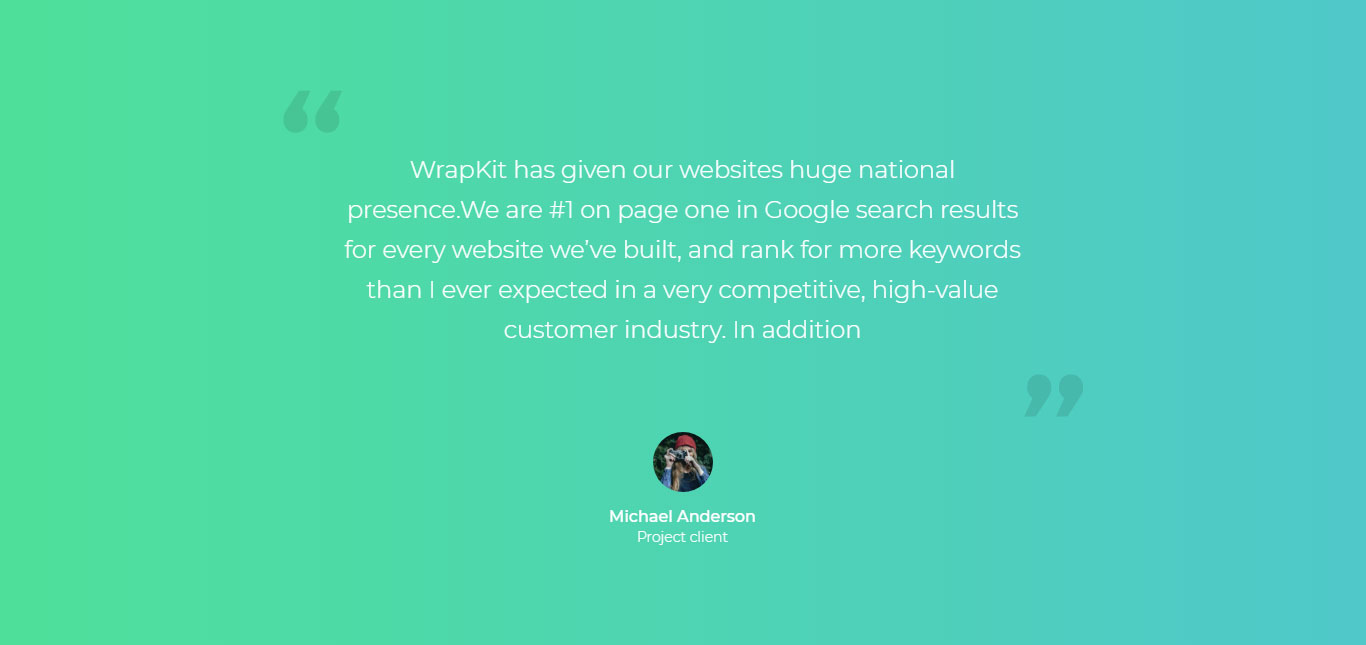 “
WrapKit has given our websites huge national
presence.We are #1 on page one in Google search results
for every website we’ve built, and rank for more keywords
than I ever expected in a very competitive, high-value
customer industry. In addition
”
Michael Anderson
Project client